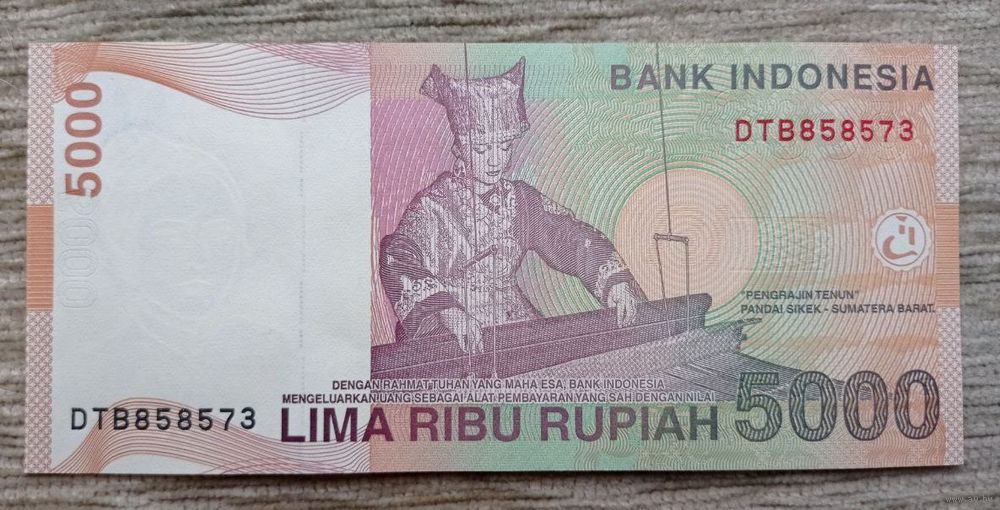 BANK INDONESIA
DTB858573
5000
"PENGRAJIN TENUN"
PANDAI SIKEK - SUMATERA BARAT.
DENGAN RAHMAT TUHAN YANG MAHA ESA, BANK INDONESIA
MENGELUARKAN UANG SEBAGAI ALAT PEMBAYARAN YANG SAH DENGAN NILAI
DTB858573
LIMA RIBU RUPIAH 5000